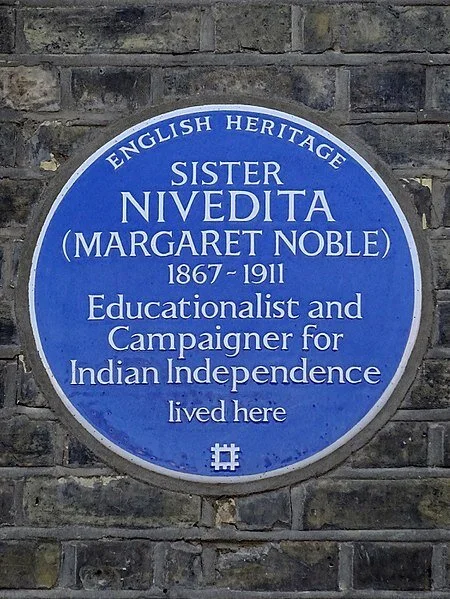 ENGLISH HERITAGE
SISTER
NIVEDITA
(MARGARET NOBLE)
1867-1911
Educationalist and
Campaigner for
Indian Independence
lived here